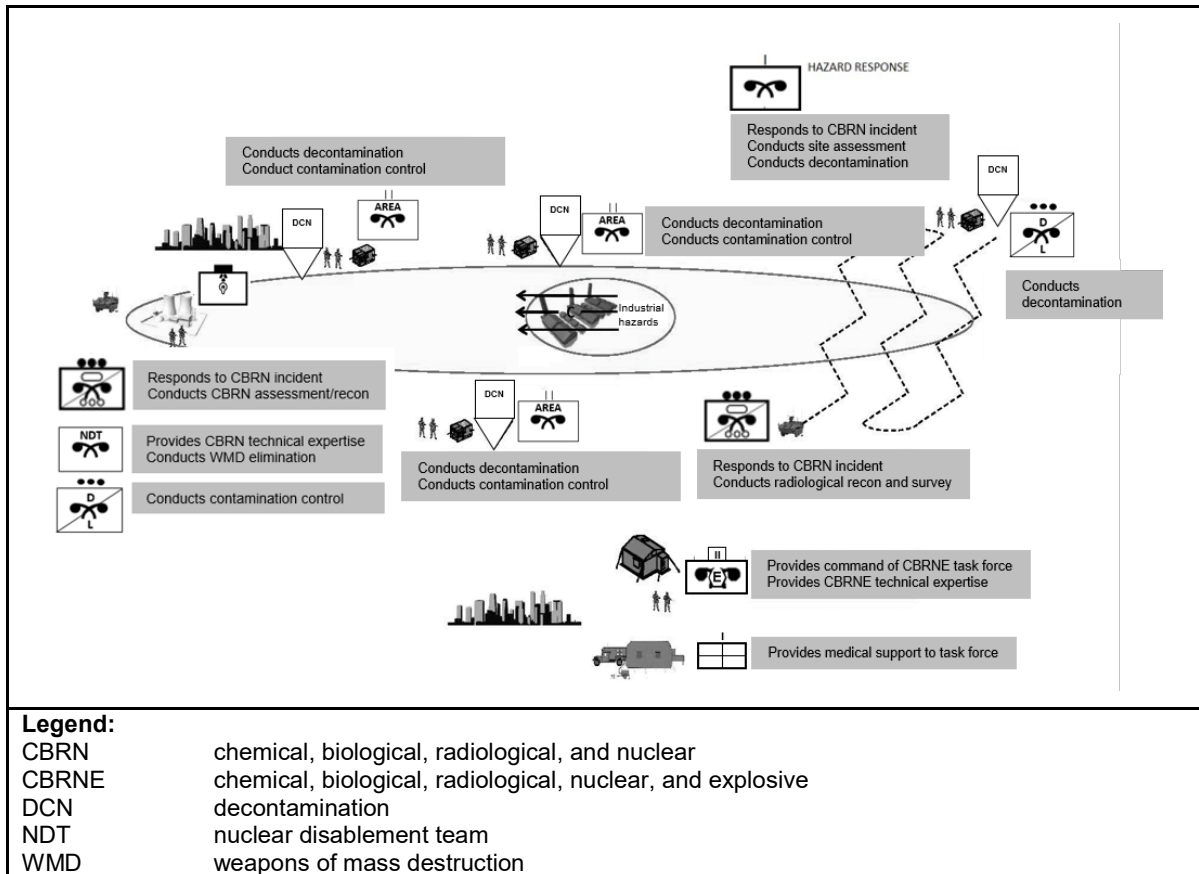 HAZARD RESPONSE
Responds to CBRN incident
Conducts site assessment
Conducts decontamination
Conducts decontamination
Conduct contamination control
DCN
AREA
DCN
AREA
Conducts decontamination
Conducts contamination control
DCN
D
L
Conducts
decontamination
Industrial
hazards
Responds to CBRN incident
Conducts CBRN assessment/recon
NDT
Provides CBRN technical expertise
Conducts WMD elimination
D
L
Conducts contamination control
DCN
AREA
Conducts decontamination
Conducts contamination control
Responds to CBRN incident
Conducts radiological recon and survey
II
E
Provides command of CBRNE task force
Provides CBRNE technical expertise
I
Provides medical support to task force
Legend:
CBRN chemical, biological, radiological, and nuclear
CBRNE chemical, biological, radiological, nuclear, and explosive
DCN decontamination
NDT nuclear disablement team
WMD weapons of mass destruction